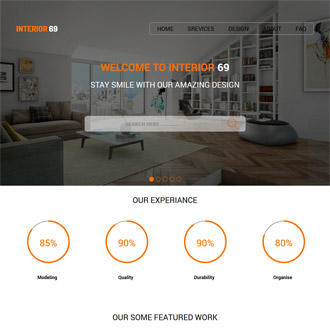 INTERIOR 69
HOME SREVICES DESIGN ABOUT FAQ
WELCOME TO INTERIOR 69
STAY SMILE WITH OUR AMAZING DESIGN
SEARCH HERE
OUR EXPERIANCE
85% 90% 90% 80%
Modeling Quality Durability Organise
OUR SOME FEATURED WORK